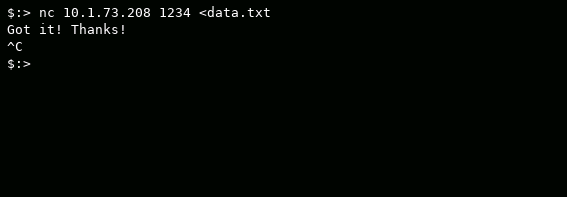 $:> nc 10.1.73.208 1234 <data.txt
Got it! Thanks!
^C
$:>